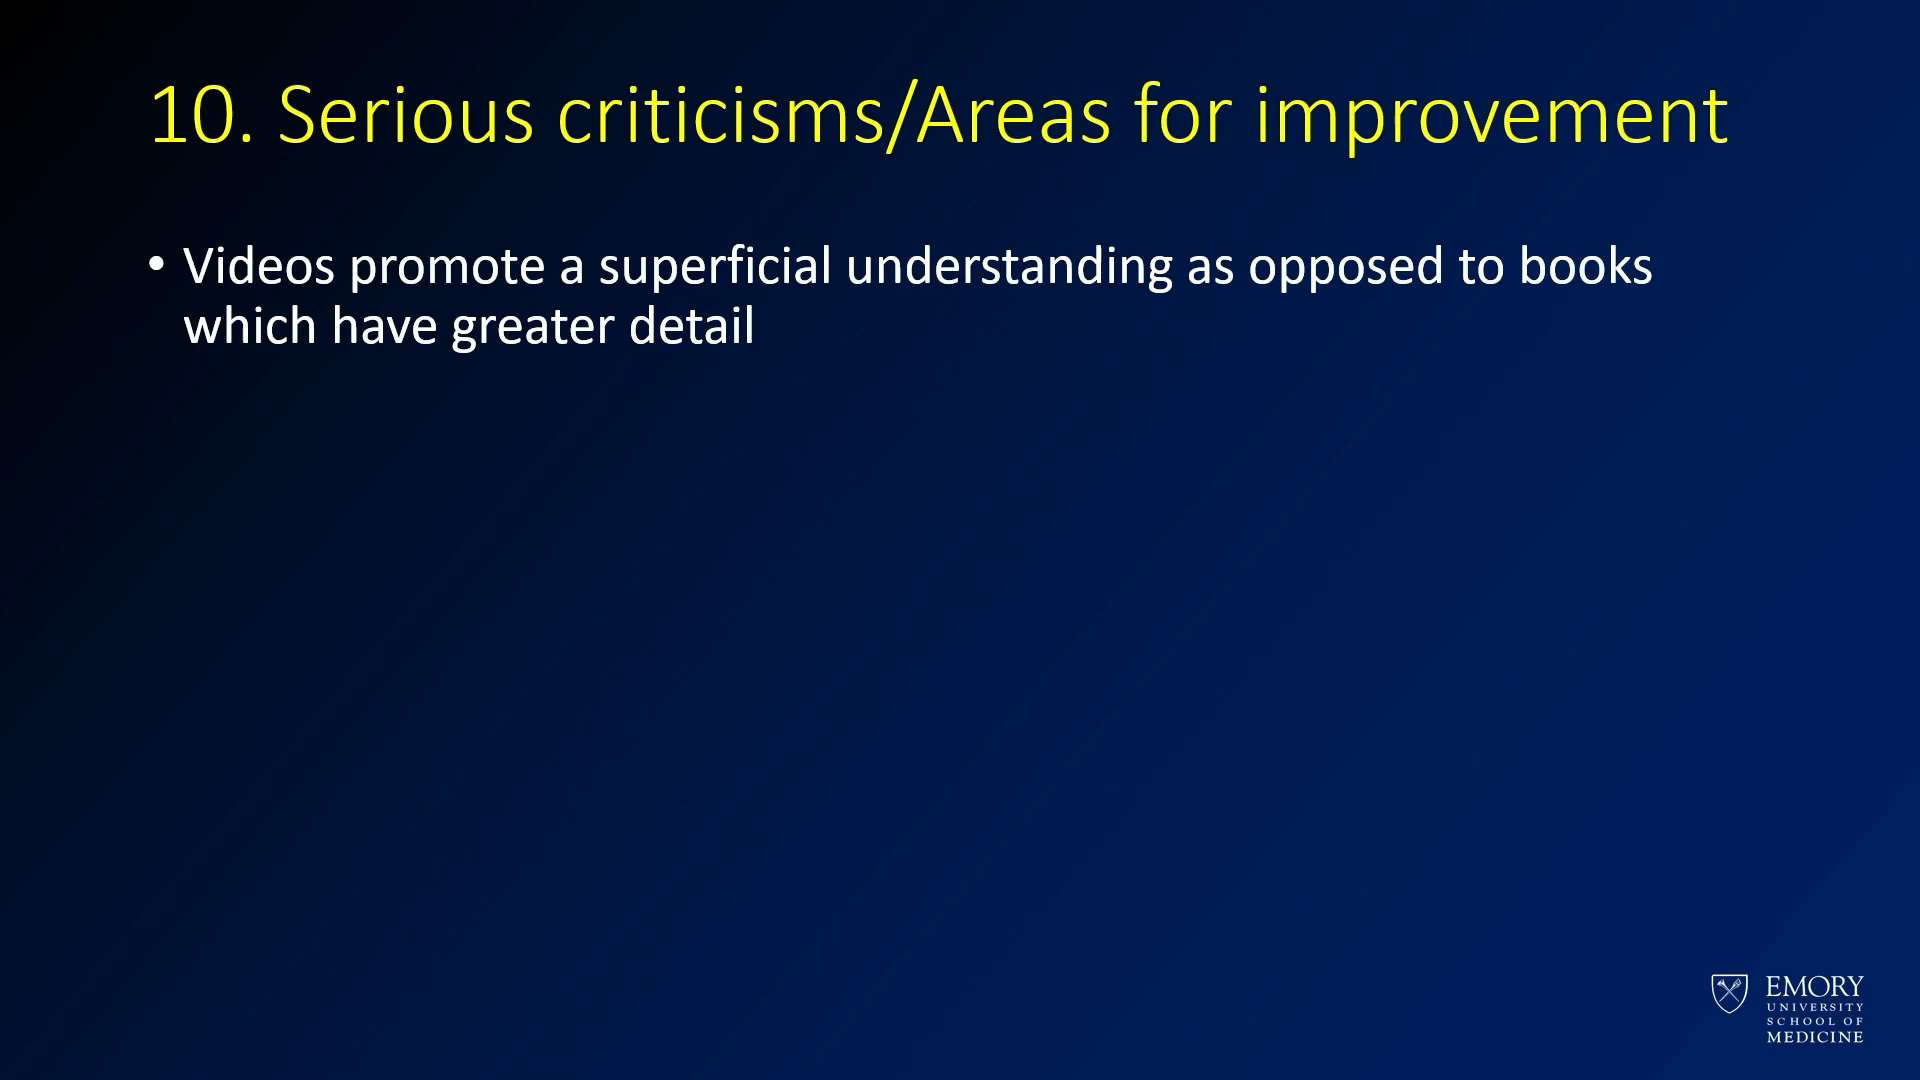 10. Serious criticisms/Areas for improvement
• Videos promote a superficial understanding as opposed to books
which have greater detail
EMORY
UNIVERSITY
SCHOOL OF
MEDICINE